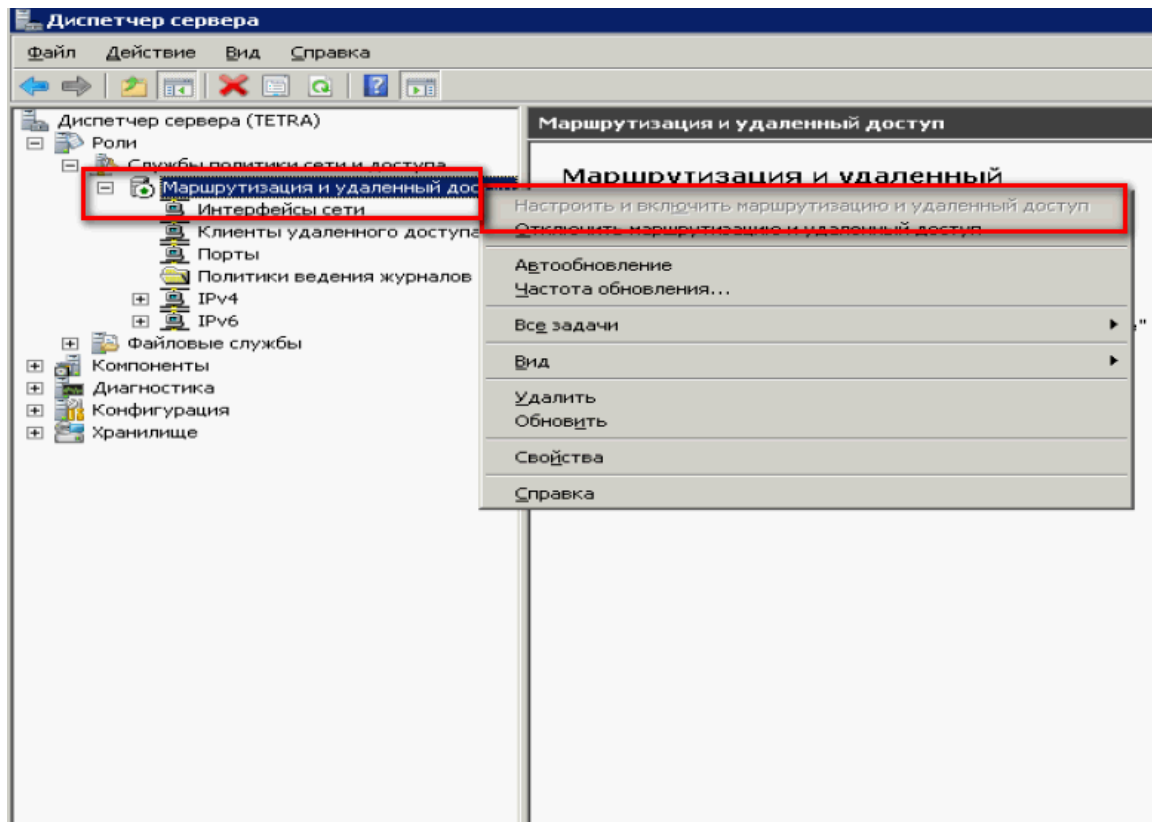 Диспетчер сервера
Файл Действие Вид Справка
Диспетчер сервера (TETRA)
Роли
Службы политики сети и доступа
Маршрутизация и удаленный дос
Интерфейсы сети
Клиенты удаленного доступа
Порты
Политики ведения журналов
IPv4
IPv6
Файловые службы
Компоненты
Диагностика
Конфигурация
Хранилище
Маршрутизация и удаленный доступ
Маршрутизация и удаленный
Настроить и включить маршрутизацию и удаленный доступ
Отключить маршрутизацию и удаленный доступ
Автообновление
Частота обновления...
Все задачи
Вид
Удалить
Обновить
Свойства
Справка